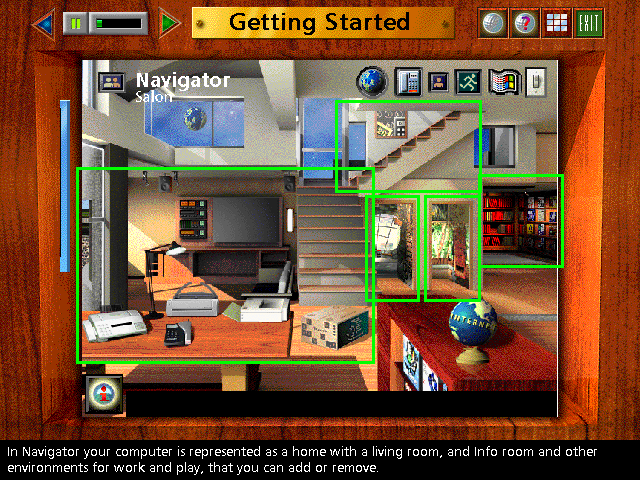 Getting Started
EXIT
Navigator
Salon
INTERNET
In Navigator your computer is represented as a home with a living room, and Info room and other
environments for work and play, that you can add or remove.